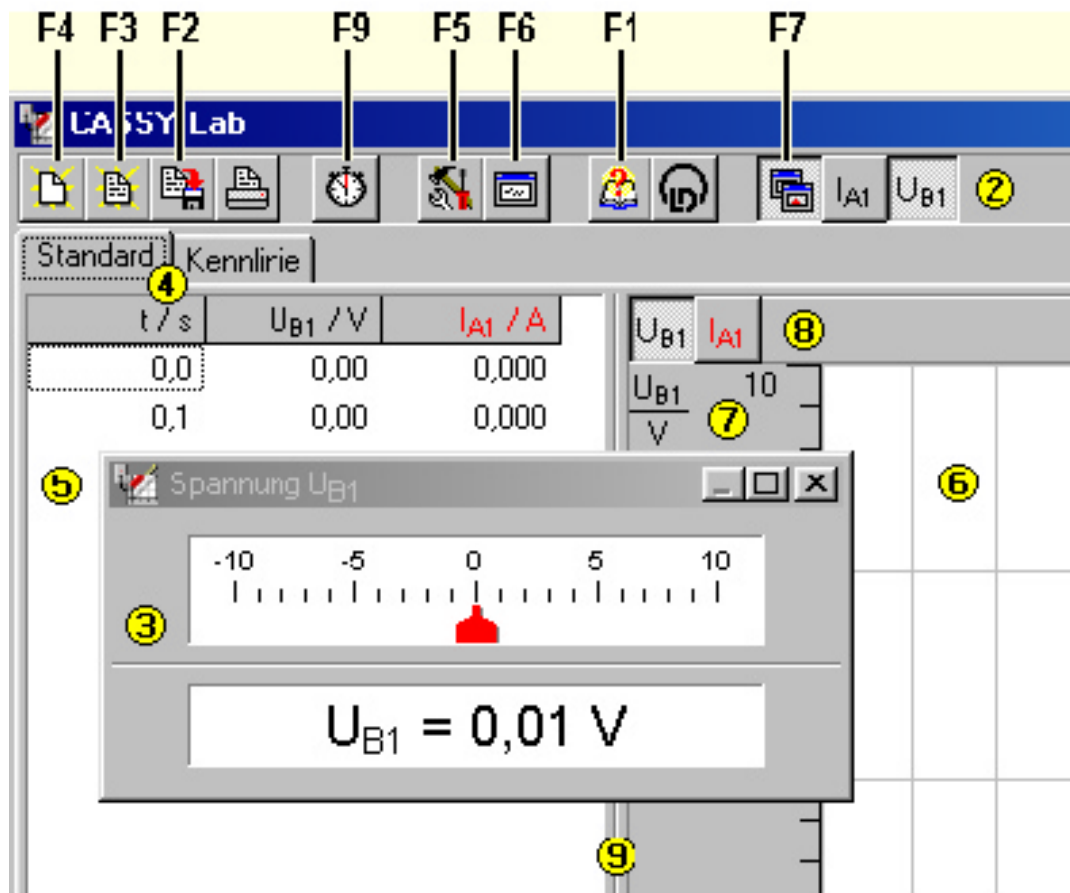 F4 F3 F2 F9 F5 F6 F1 F7
CASSY Lab
IA1 UB1 2
Standard 4 Kennlirie
t / s UB1 / V IA1 / A
UB1 IA1 8
0,0 0,00 0,000
UB1 10
V 7
0,1 0,00 0,000
5 Spannung UB1 6
-10 -5 0 5 10
3
UB1 = 0,01 V
9